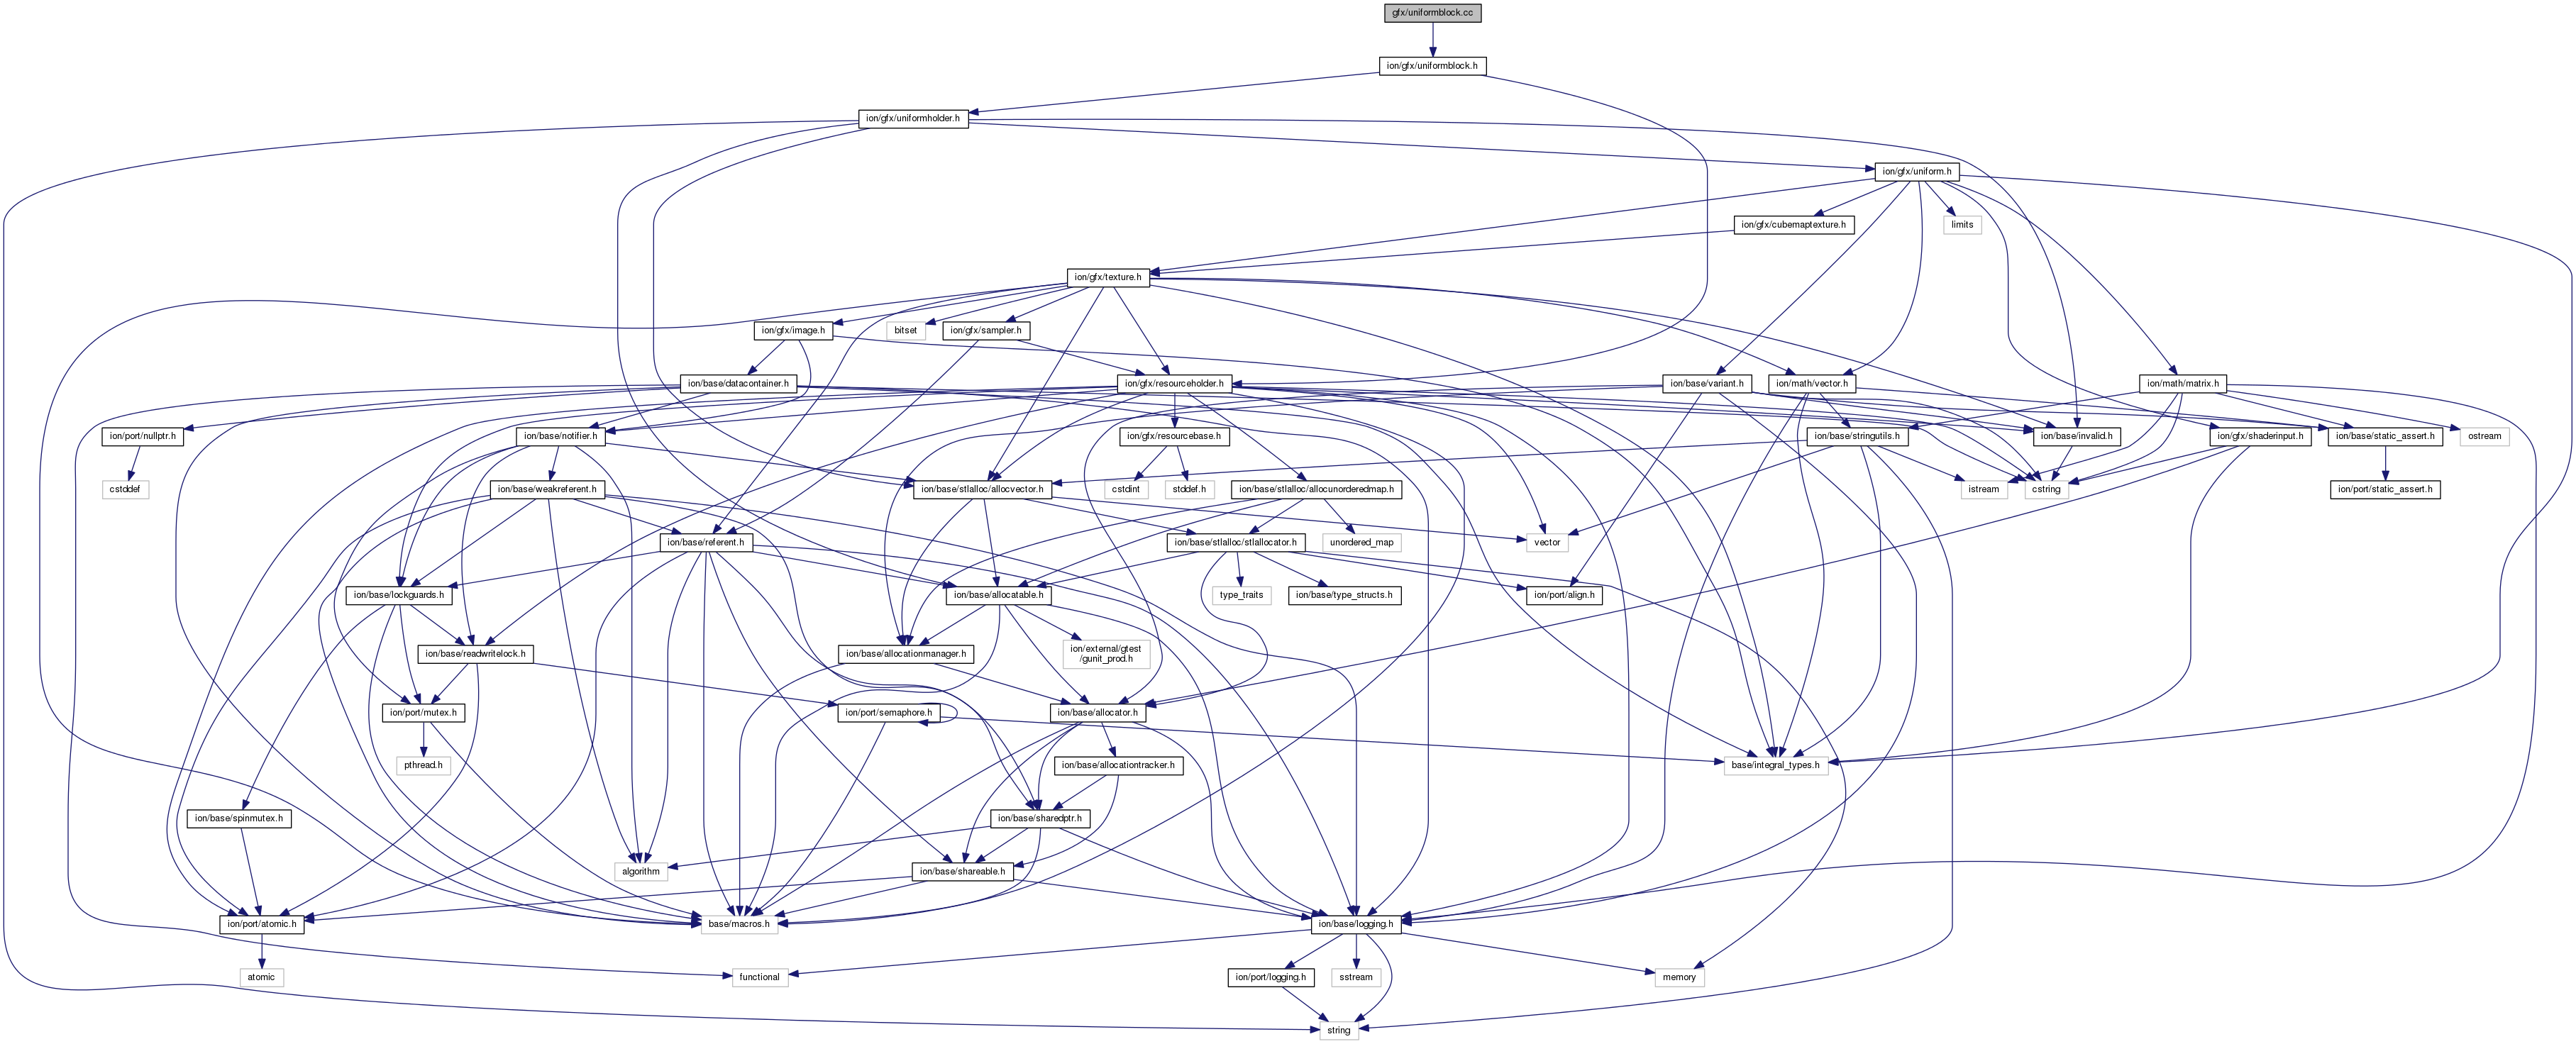 gfx/uniformblock.cc
ion/gfx/uniformblock.h
ion/gfx/uniformholder.h
ion/gfx/uniform.h
ion/gfx/cubemaptexture.h
limits
ion/gfx/texture.h
ion/gfx/image.h
bitset
ion/gfx/sampler.h
ion/base/datacontainer.h
ion/gfx/resourceholder.h
ion/base/variant.h
ion/math/vector.h
ion/math/matrix.h
ion/port/nullptr.h
ion/base/notifier.h
ion/gfx/resourcebase.h
ion/base/stringutils.h
ion/base/invalid.h
ion/gfx/shaderinput.h
ion/base/static_assert.h
ostream
cstddef
ion/base/weakreferent.h
ion/base/stlalloc/allocvector.h
cstdint
stddef.h
ion/base/stlalloc/allocunorderedmap.h
istream
cstring
ion/port/static_assert.h
ion/base/referent.h
ion/base/stlalloc/stlallocator.h
unordered_map
vector
ion/base/lockguards.h
ion/base/allocatable.h
type_traits
ion/base/type_structs.h
ion/port/align.h
ion/base/readwritelock.h
ion/base/allocationmanager.h
ion/external/gtest
/gunit_prod.h
ion/port/mutex.h
ion/port/semaphore.h
ion/base/allocator.h
pthread.h
ion/base/allocationtracker.h
base/integral_types.h
ion/base/spinmutex.h
ion/base/sharedptr.h
algorithm
ion/base/shareable.h
ion/port/atomic.h
base/macros.h
ion/base/logging.h
atomic
functional
ion/port/logging.h
sstream
memory
string